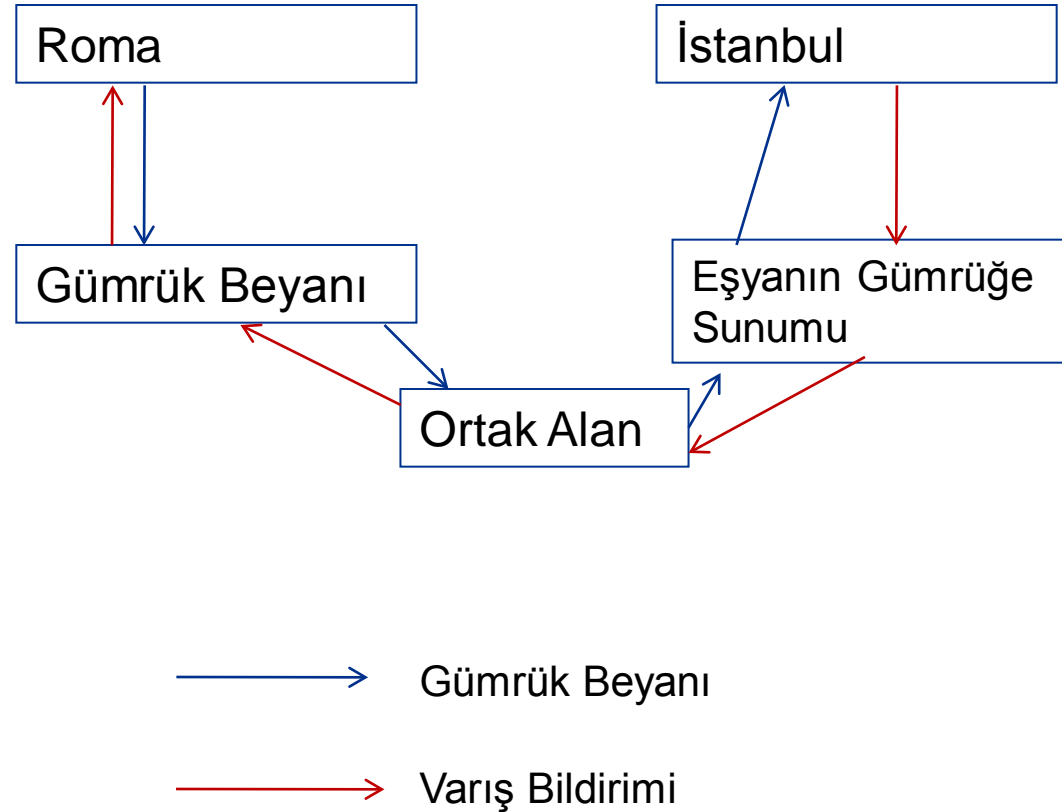 Roma
İstanbul
Gümrük Beyanı
Eşyanın Gümrüğe
Sunumu
Ortak Alan
Gümrük Beyanı
Varış Bildirimi